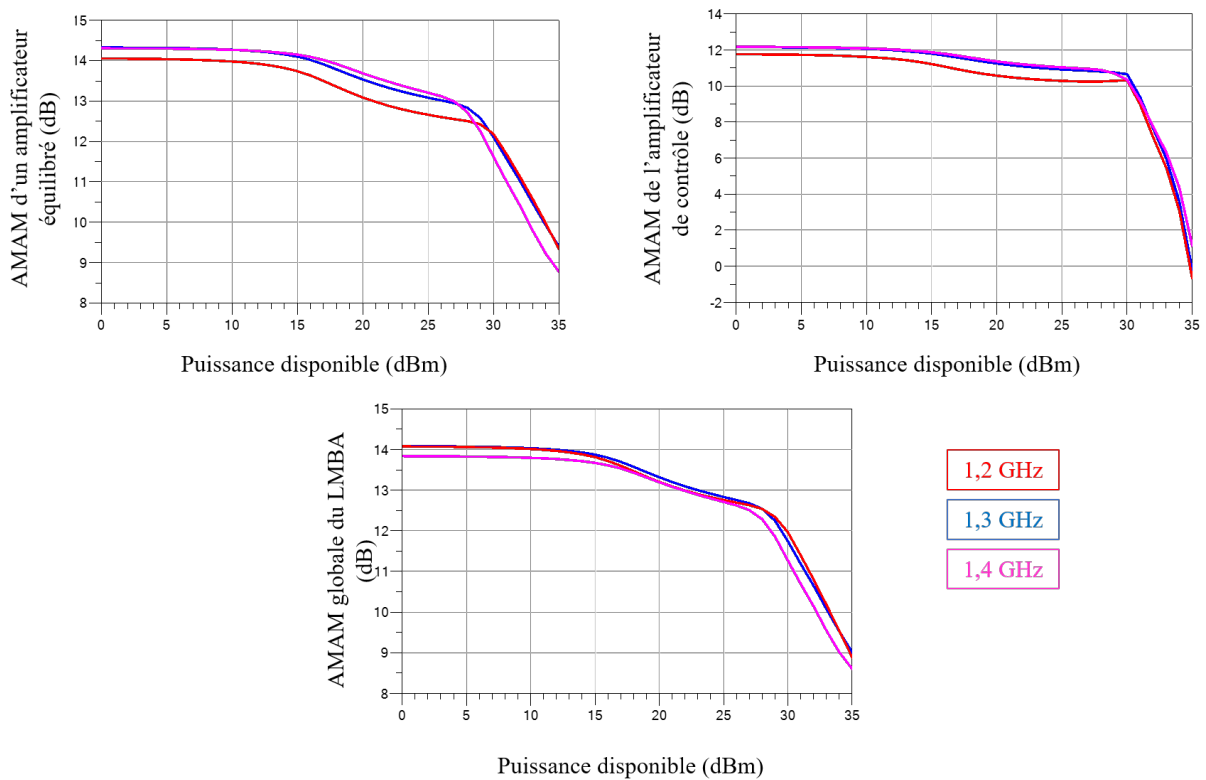 AMAM d'un amplificateur
équilibré (dB)
15
14
13
12
11
10
9
8
0 5 10 15 20 25 30 35
Puissance disponible (dBm)
AMAM de l'amplificateur
de contrôle (dB)
14
12
10
8
6
4
2
0
-2
0 5 10 15 20 25 30 35
Puissance disponible (dBm)
AMAM globale du LMBA
(dB)
15
14
13
12
11
10
9
8
0 5 10 15 20 25 30 35
Puissance disponible (dBm)
1,2 GHz
1,3 GHz
1,4 GHz